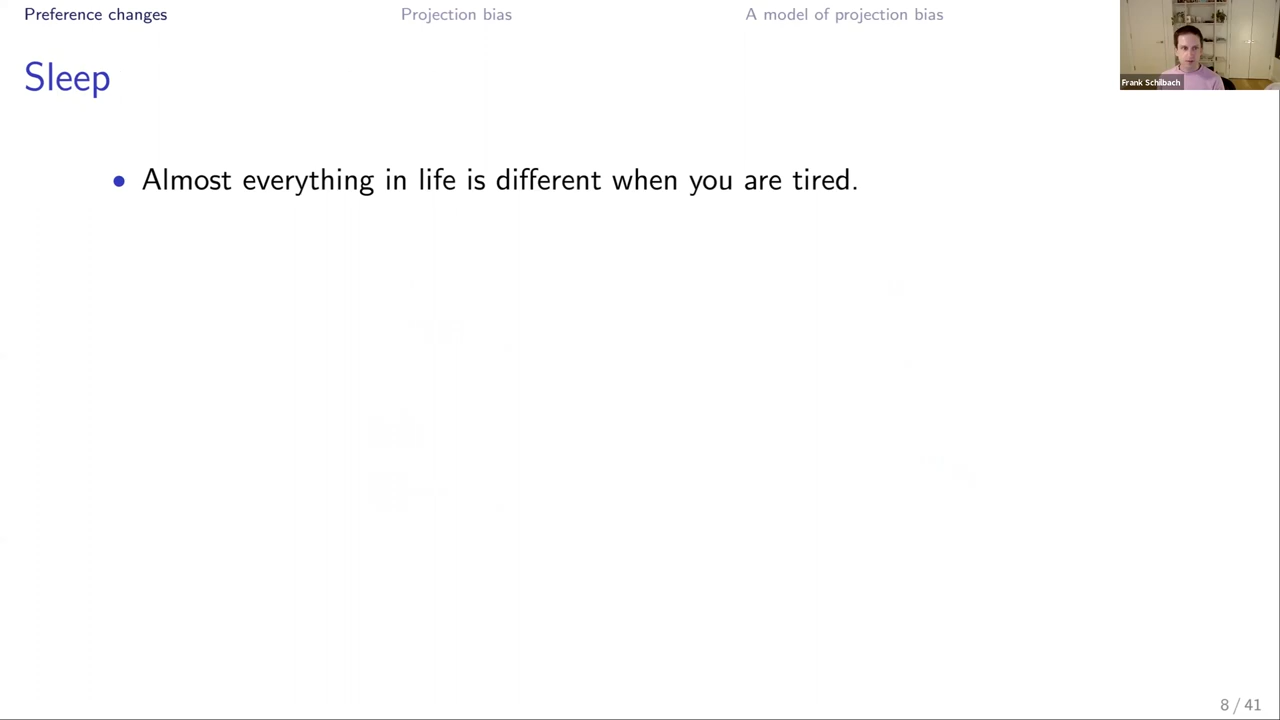 Preference changes
Projection bias
A model of projection bias
Frank Schilbach
Sleep
• Almost everything in life is different when you are tired.
8 / 41